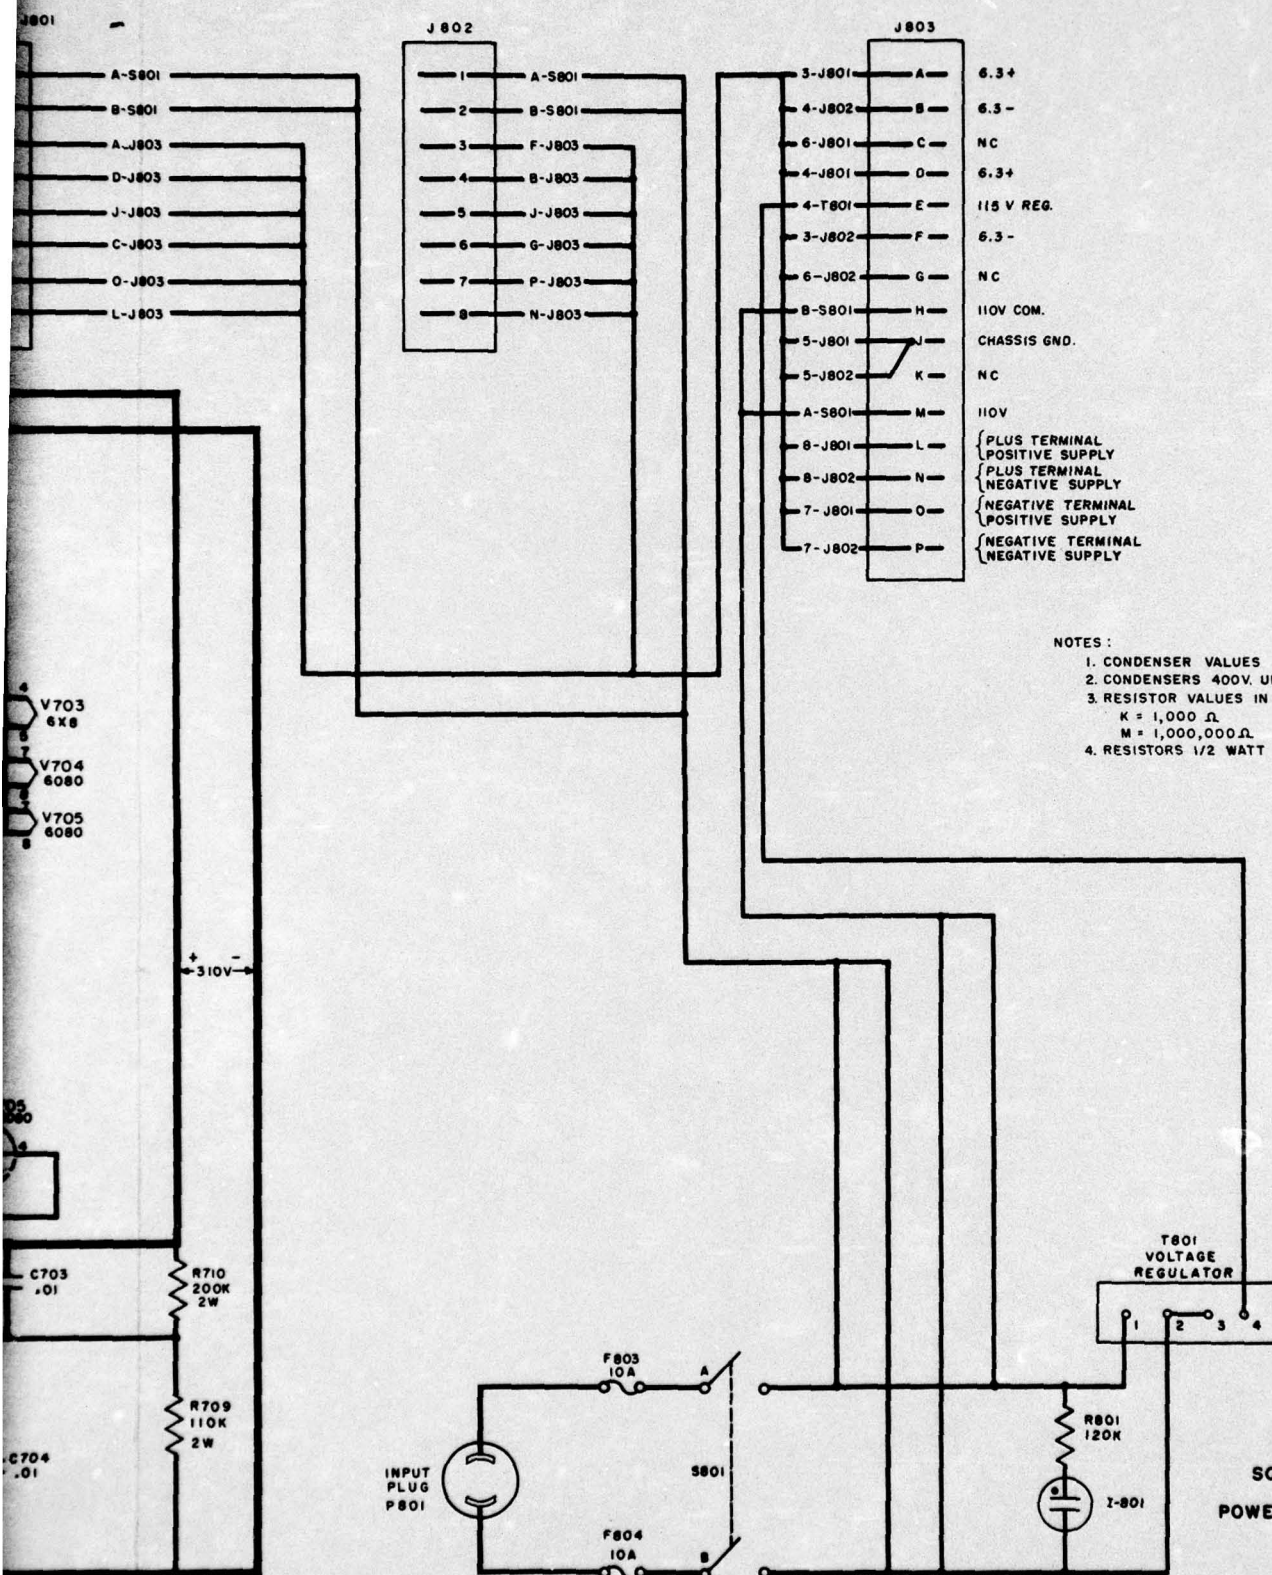 J801
A-S801
B-S801
A-J803
D-J803
J-J803
C-J803
O-J803
L-J803
J802
1 A-S801
2 B-S801
3 F-J803
4 B-J803
5 J-J803
6 G-J803
7 P-J803
8 N-J803
J803
3-J801 A 6.3+
4-J802 B 6.3-
6-J801 C NC
4-J801 D 6.3+
4-T801 E 115 V REG.
3-J802 F 6.3-
6-J802 G NC
B-S801 H 110V COM.
5-J801 J CHASSIS GND.
5-J802 K NC
A-S801 M 110V
8-J801 L PLUS TERMINAL
POSITIVE SUPPLY
8-J802 N PLUS TERMINAL
NEGATIVE SUPPLY
7-J801 O NEGATIVE TERMINAL
POSITIVE SUPPLY
7-J802 P NEGATIVE TERMINAL
NEGATIVE SUPPLY
NOTES:
1. CONDENSER VALUES
2. CONDENSERS 400V.
3. RESISTOR VALUES IN
K = 1,000 Ω
M = 1,000,000 Ω
4. RESISTORS 1/2 WATT
4
V703
6X8
7
V704
6080
V705
6080
8
+ -
310V
4
C703
.01
R710
200K
2W
R709
110K
2W
C704
.01
T801
VOLTAGE
REGULATOR
1 2 3 4
F803
10A
A
INPUT
PLUG
P801
S801
F804
10A
B
R801
120K
I-801